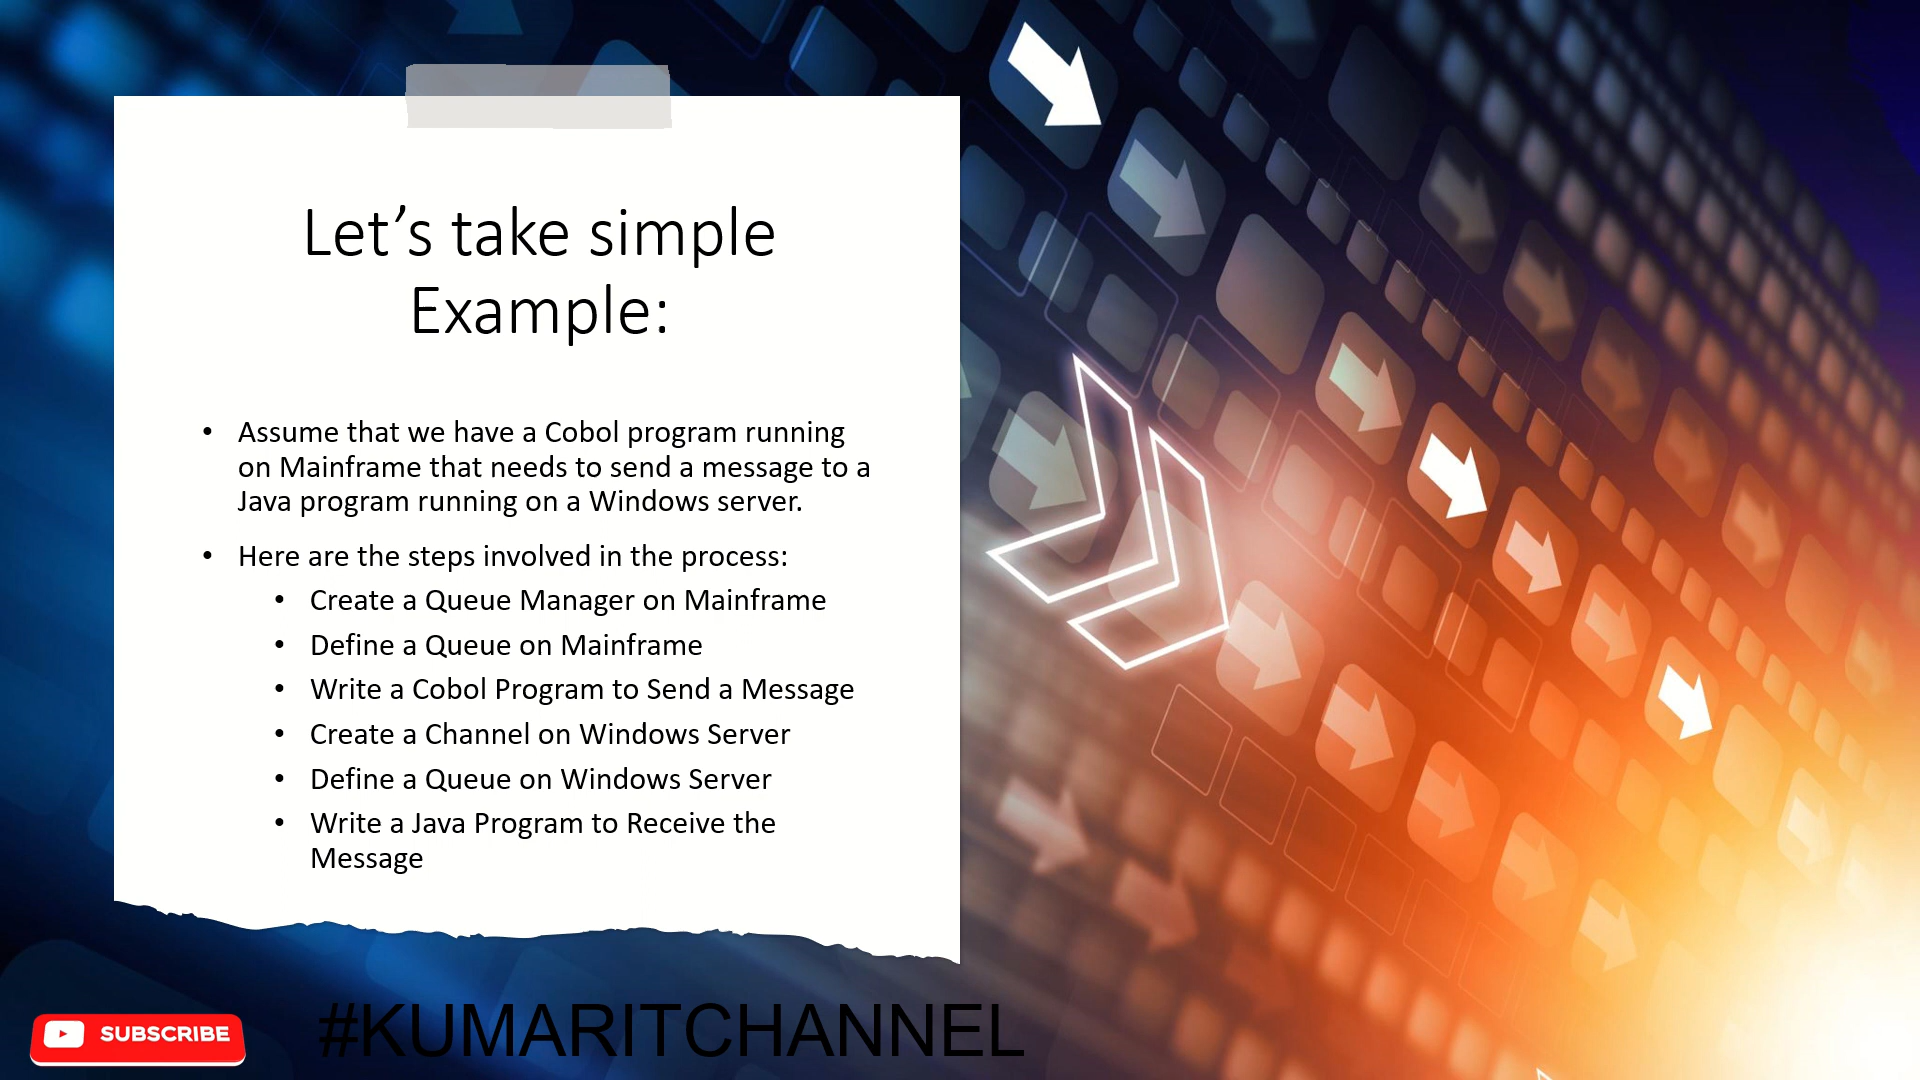 Let’s take simple
Example:
• Assume that we have a Cobol program running
on Mainframe that needs to send a message to a
Java program running on a Windows server.
• Here are the steps involved in the process:
• Create a Queue Manager on Mainframe
• Define a Queue on Mainframe
• Write a Cobol Program to Send a Message
• Create a Channel on Windows Server
• Define a Queue on Windows Server
• Write a Java Program to Receive the
Message
SUBSCRIBE
#KUMARITCHANNEL